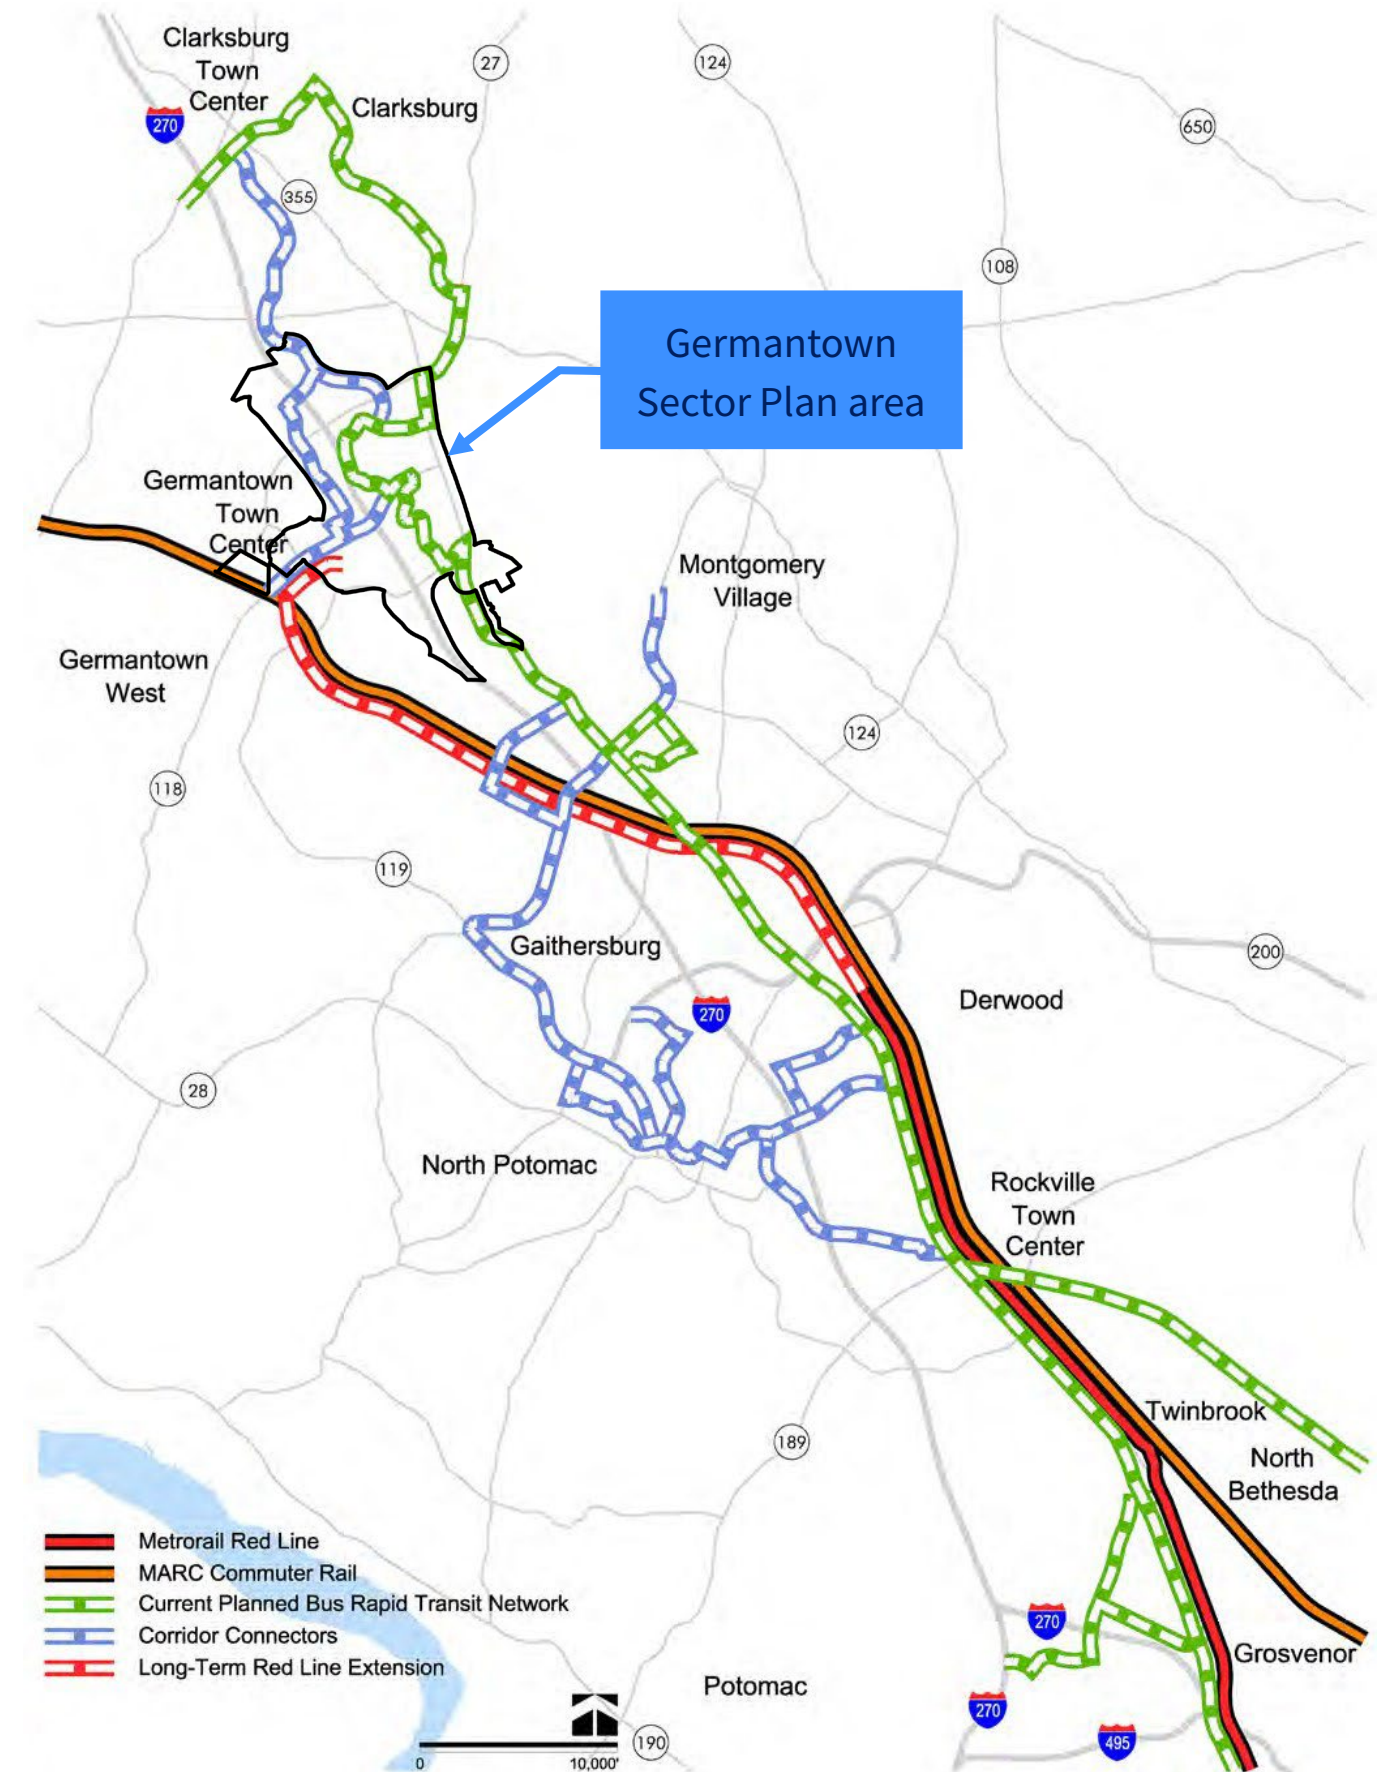 Clarksburg
Town
Center
27
124
Clarksburg
270
650
355
108
Germantown
Sector Plan area
Germantown
Town
Center
Montgomery
Village
Germantown
West
124
118
119
Gaithersburg
200
270
Derwood
28
North Potomac
Rockville
Town
Center
Twinbrook
189
North
Bethesda
Metrorail Red Line
MARC Commuter Rail
Current Planned Bus Rapid Transit Network
Corridor Connectors
Long-Term Red Line Extension
270
Grosvenor
Potomac
270
190
495
0
10,000'